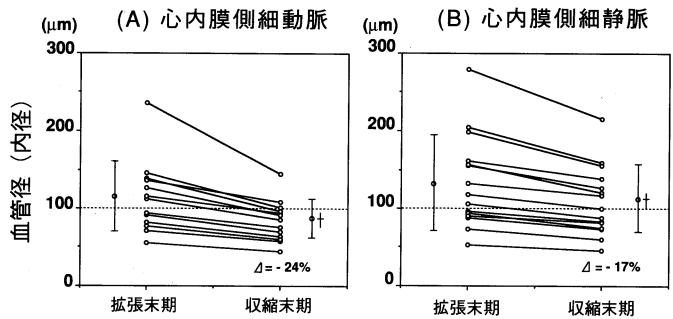 (μm) (A) 心内膜側細動脈
300
200
100
0
血管径（内径）
Δ= - 24%
拡張末期 収縮末期
(μm) (B) 心内膜側細静脈
300
200
100
0
Δ= - 17%
拡張末期 収縮末期